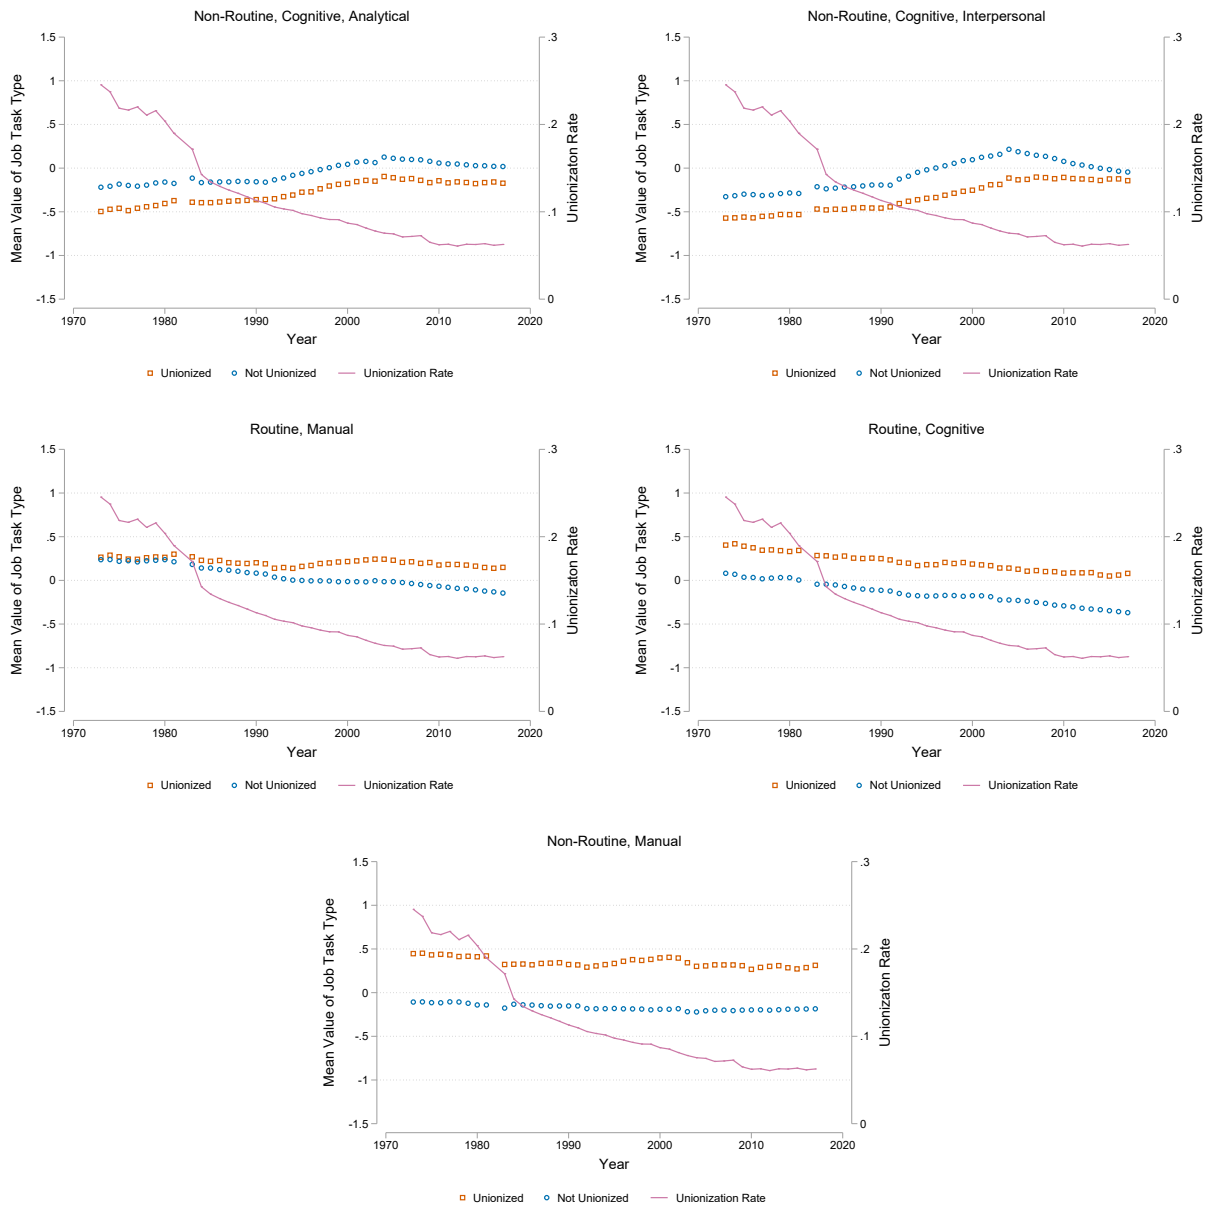 Non-Routine, Cognitive, Analytical
Mean Value of Job Task Type
1.5
1
.5
0
-.5
-1
-1.5
.3
.2
.1
0
Unionizaton Rate
1970 1980 1990 2000 2010 2020
Year
Unionized Not Unionized Unionization Rate
Non-Routine, Cognitive, Interpersonal
Mean Value of Job Task Type
1.5
1
.5
0
-.5
-1
-1.5
.3
.2
.1
0
Unionizaton Rate
1970 1980 1990 2000 2010 2020
Year
Unionized Not Unionized Unionization Rate
Routine, Manual
Mean Value of Job Task Type
1.5
1
.5
0
-.5
-1
-1.5
.3
.2
.1
0
Unionizaton Rate
1970 1980 1990 2000 2010 2020
Year
Unionized Not Unionized Unionization Rate
Routine, Cognitive
Mean Value of Job Task Type
1.5
1
.5
0
-.5
-1
-1.5
.3
.2
.1
0
Unionizaton Rate
1970 1980 1990 2000 2010 2020
Year
Unionized Not Unionized Unionization Rate
Non-Routine, Manual
Mean Value of Job Task Type
1.5
1
.5
0
-.5
-1
-1.5
.3
.2
.1
0
Unionizaton Rate
1970 1980 1990 2000 2010 2020
Year
Unionized Not Unionized Unionization Rate